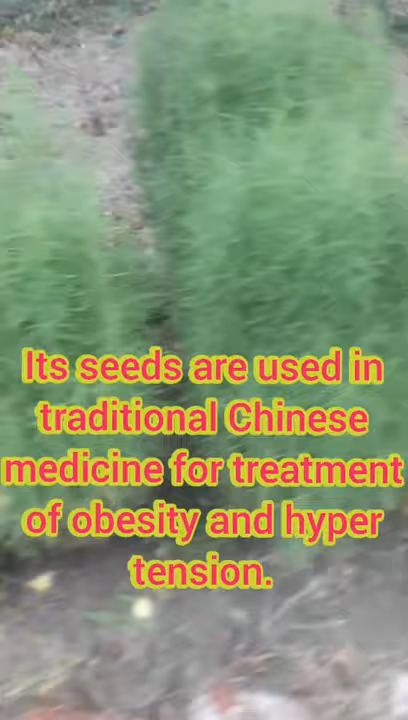 Its seeds are used in
traditional Chinese
medicine for treatment
of obesity and hyper
tension.